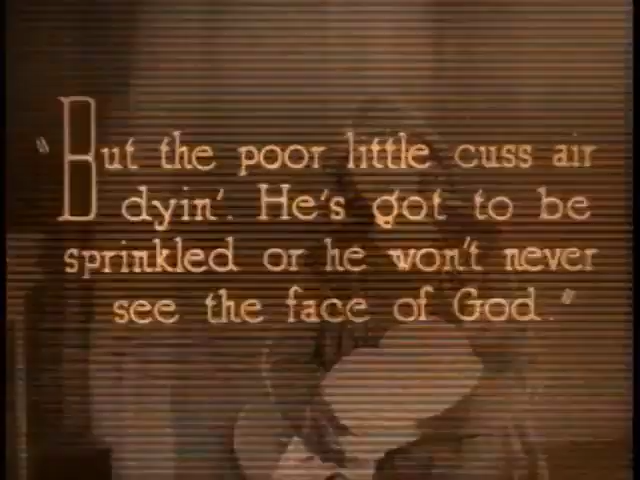 "But the poor little cuss air
dyin'. He's got to be
sprinkled or he won't never
see the face of God."